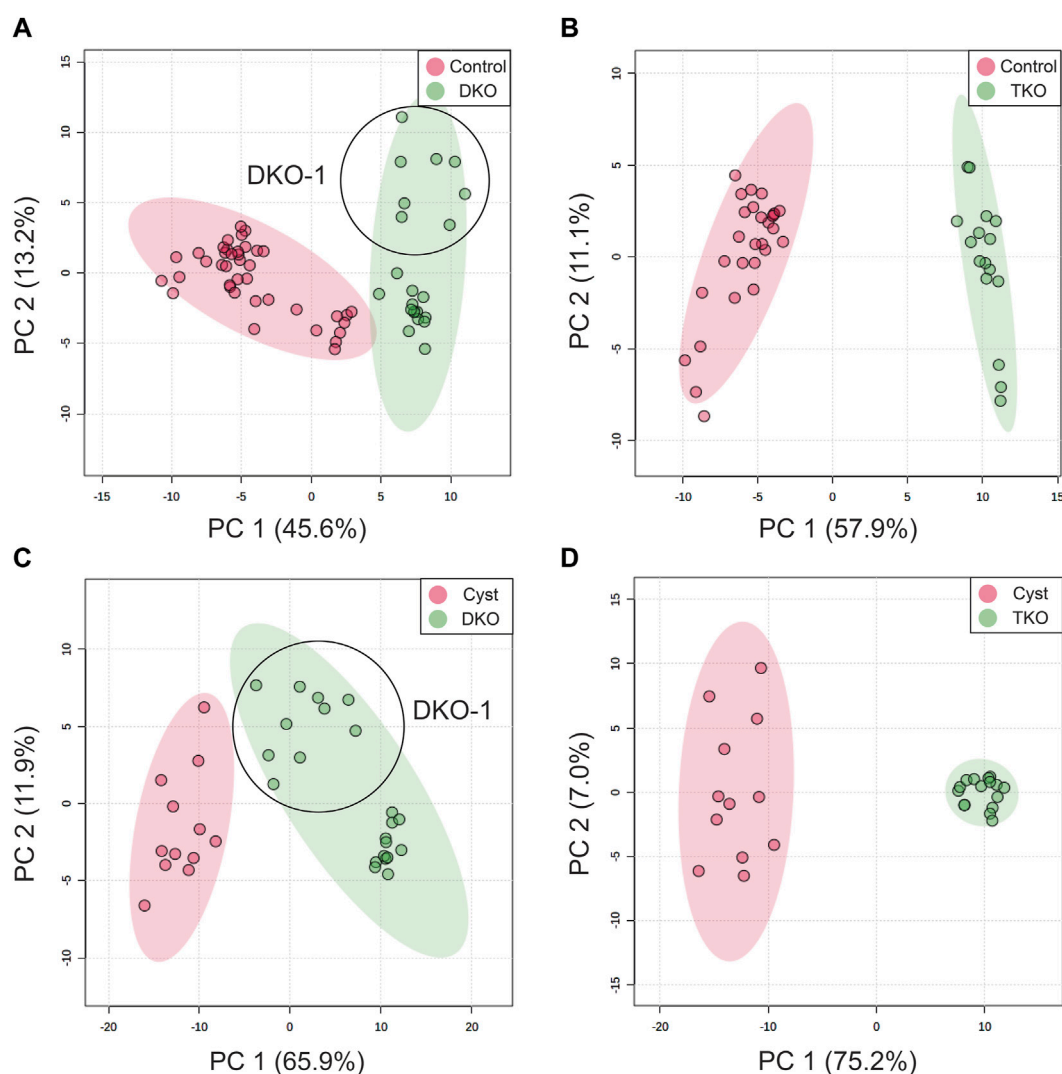 A
Control
DKO
DKO-1
15
10
5
0
-5
-10
-15
-10
-5
0
5
10
PC 2 (13.2%)
PC 1 (45.6%)
B
Control
TKO
10
5
0
-5
-10
-10
-5
0
5
10
15
PC 2 (11.1%)
PC 1 (57.9%)
C
Cyst
DKO
DKO-1
10
5
0
-5
-10
-20
-10
0
10
20
PC 2 (11.9%)
PC 1 (65.9%)
D
Cyst
TKO
15
10
5
0
-5
-10
-15
-20
-10
0
10
PC 2 (7.0%)
PC 1 (75.2%)